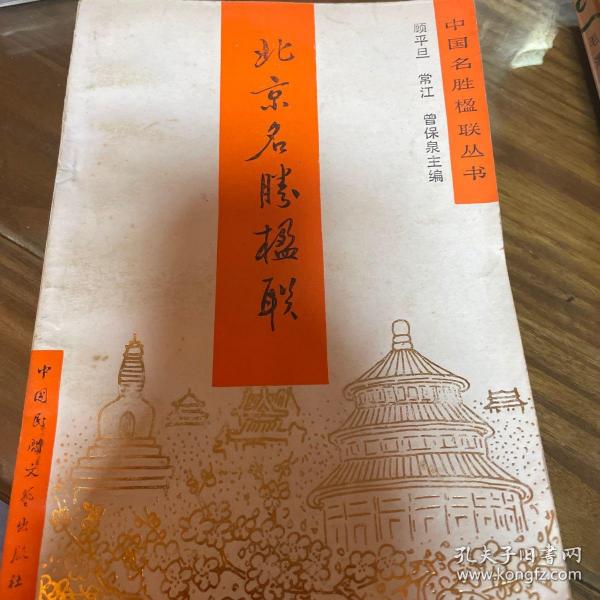 中国名胜楹联丛书
顾平旦 常江 曾保泉主编
北京名胜楹联
中国民间文艺出版社
孔夫子旧书网
www.kongfz.com